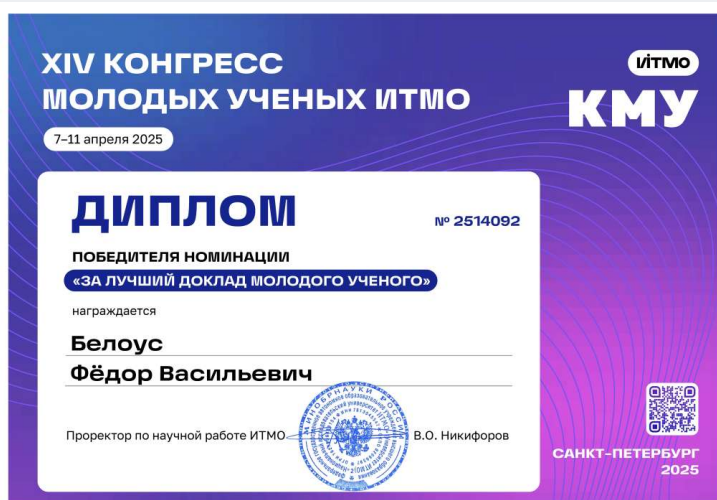 XIV КОНГРЕСС
МОЛОДЫХ УЧЕНЫХ ИТМО
7–11 апреля 2025
ИТМО
КМУ
ДИПЛОМ
№ 2514092
ПОБЕДИТЕЛЯ НОМИНАЦИИ
«ЗА ЛУЧШИЙ ДОКЛАД МОЛОДОГО УЧЕНОГО»
награждается
Белоус
Фёдор Васильевич
Проректор по научной работе ИТМО
В.О. Никифоров
САНКТ-ПЕТЕРБУРГ
2025